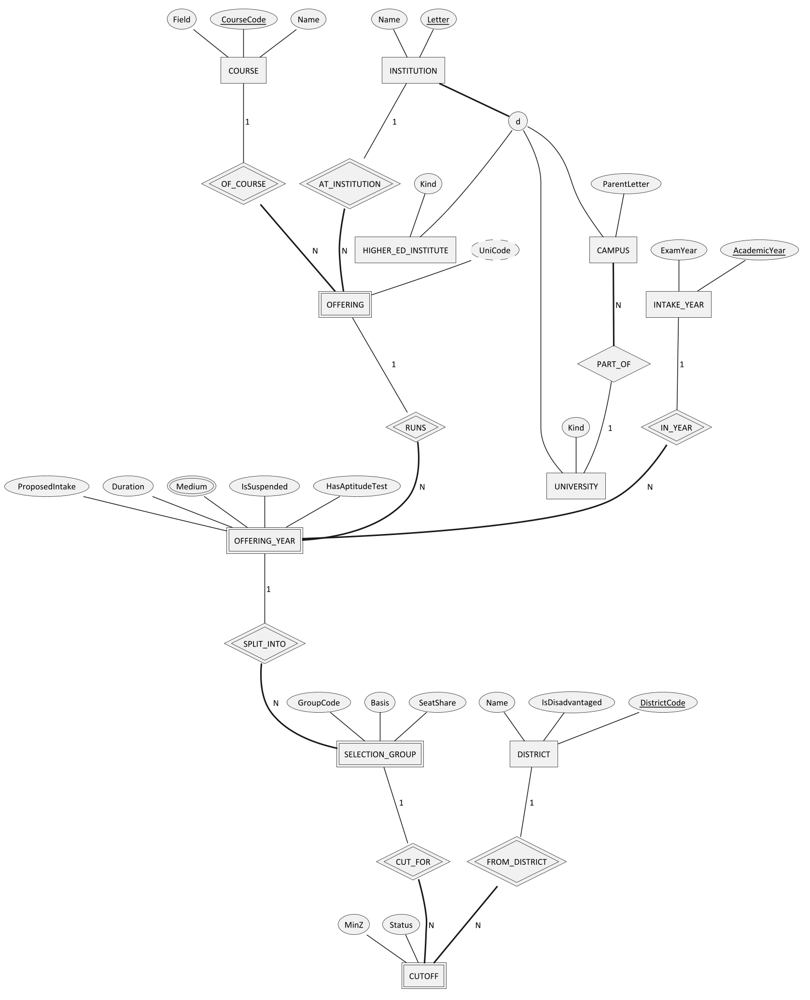 Field
CourseCode
Name
Name
Letter
COURSE
INSTITUTION
1
1
d
OF_COURSE
AT_INSTITUTION
Kind
ParentLetter
N
N
HIGHER_ED_INSTITUTE
UniCode
CAMPUS
ExamYear
AcademicYear
OFFERING
N
INTAKE_YEAR
1
PART_OF
1
RUNS
Kind
1
IN_YEAR
ProposedIntake
Duration
Medium
IsSuspended
HasAptitudeTest
N
UNIVERSITY
N
OFFERING_YEAR
1
SPLIT_INTO
N
GroupCode
Basis
SeatShare
Name
IsDisadvantaged
DistrictCode
SELECTION_GROUP
DISTRICT
1
1
CUT_FOR
FROM_DISTRICT
MinZ
Status
N
N
CUTOFF